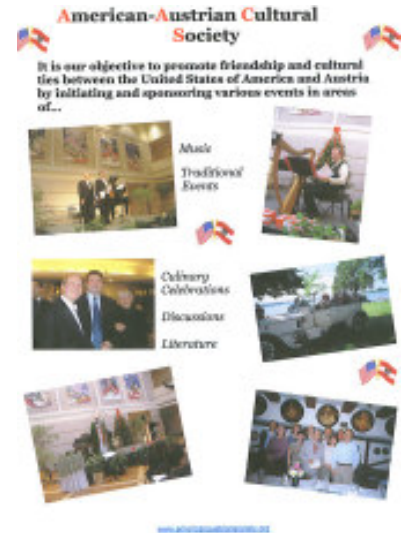 American-Austrian Cultural
Society
It is our objective to promote friendship and cultural
ties between the United States of America and Austria
by initiating and sponsoring various events in areas
of...
Music
Traditional
Events
Culinary
Celebrations
Discussions
Literature